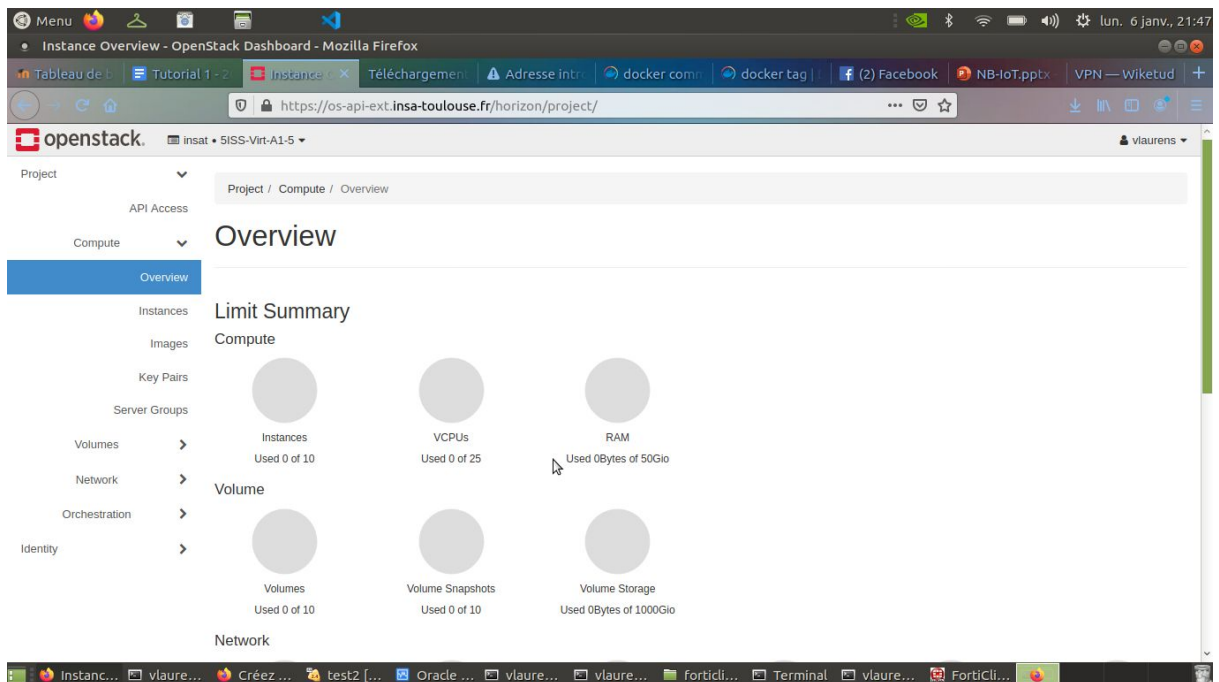 Menu lun. 6 janv., 21:47
Instance Overview - OpenStack Dashboard - Mozilla Firefox
Tableau de b Tutorial 1 - 2 Instance Téléchargement Adresse intro docker com docker tag | (2) Facebook NB-IoT.pptx VPN — Wiketud
https://os-api-ext.insa-toulouse.fr/horizon/project/
openstack. insat • 5ISS-Virt-A1-5 vlaurens
Project
API Access
Compute
Overview
Instances
Images
Key Pairs
Server Groups
Volumes
Network
Orchestration
Identity
Project / Compute / Overview
Overview
Limit Summary
Compute
Instances VCPUs RAM
Used 0 of 10 Used 0 of 25 Used 0Bytes of 50Gio
Volume
Volumes Volume Snapshots Volume Storage
Used 0 of 10 Used 0 of 10 Used 0Bytes of 1000Gio
Network
Instanc... vlaure... Créez ... test2 [... Oracle ... vlaure... vlaure... forticli... Terminal vlaure... FortiCli...